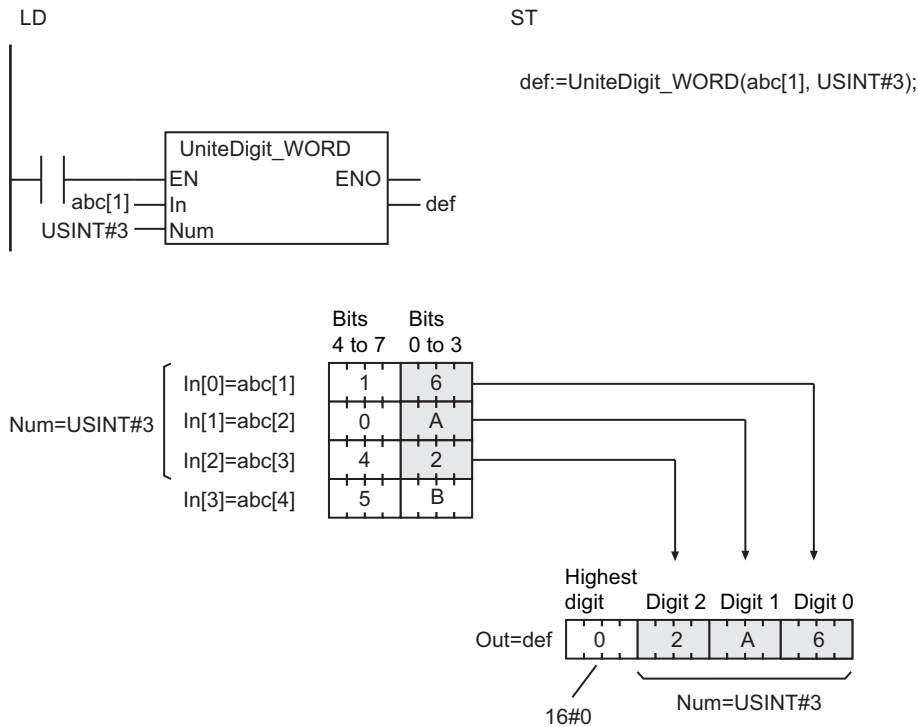 LD
ST
def:=UniteDigit_WORD(abc[1], USINT#3);
UniteDigit_WORD
EN ENO
abc[1] In def
USINT#3 Num
Bits Bits
4 to 7 0 to 3
In[0]=abc[1] 1 6
Num=USINT#3 In[1]=abc[2] 0 A
In[2]=abc[3] 4 2
In[3]=abc[4] 5 B
Highest
digit Digit 2 Digit 1 Digit 0
Out=def 0 2 A 6
16#0 Num=USINT#3